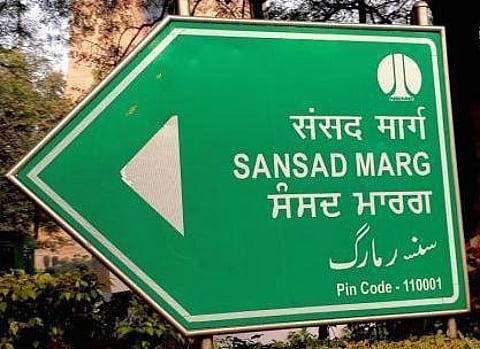 संसद मार्ग
SANSAD MARG
ਸੰਸਦ ਮਾਰਗ
سنسد مارگ
Pin Code - 110001